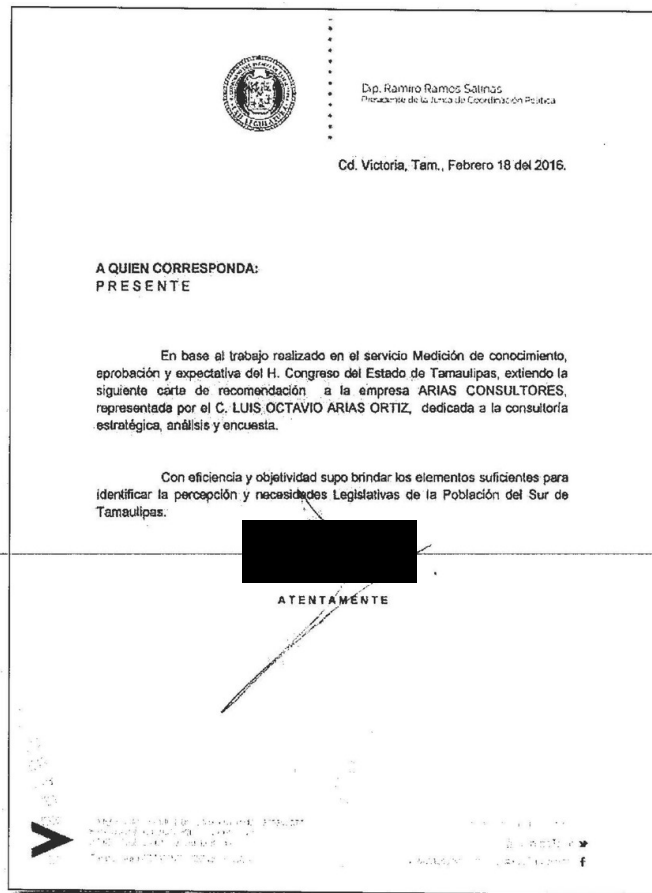 LXII LEGISLATURA
Dip. Ramiro Ramos Salinas
Presidente de la Junta de Coordinación Política
Cd. Victoria, Tam., Febrero 18 del 2016.
A QUIEN CORRESPONDA:
P R E S E N T E
En base al trabajo realizado en el servicio Medición de conocimiento,
aprobación y expectativa del H. Congreso del Estado de Tamaulipas, extiendo la
siguiente carta de recomendación a la empresa ARIAS CONSULTORES,
representada por el C. LUIS OCTAVIO ARIAS ORTIZ, dedicada a la consultoría
estratégica, análisis y encuesta.
Con eficiencia y objetividad supo brindar los elementos suficientes para
identificar la percepción y necesidades Legislativas de la Población del Sur de
Tamaulipas.
A T E N T A M E N T E